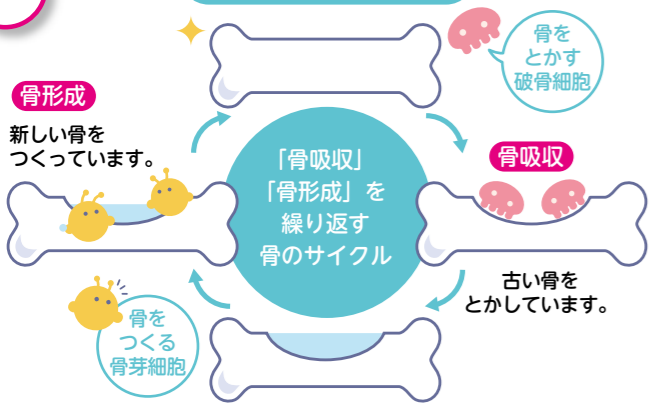 骨を
とかす
破骨細胞
骨形成
新しい骨を
つくっています。
「骨吸収」
「骨形成」を
繰り返す
骨のサイクル
骨吸収
古い骨を
とかしています。
骨を
つくる
骨芽細胞